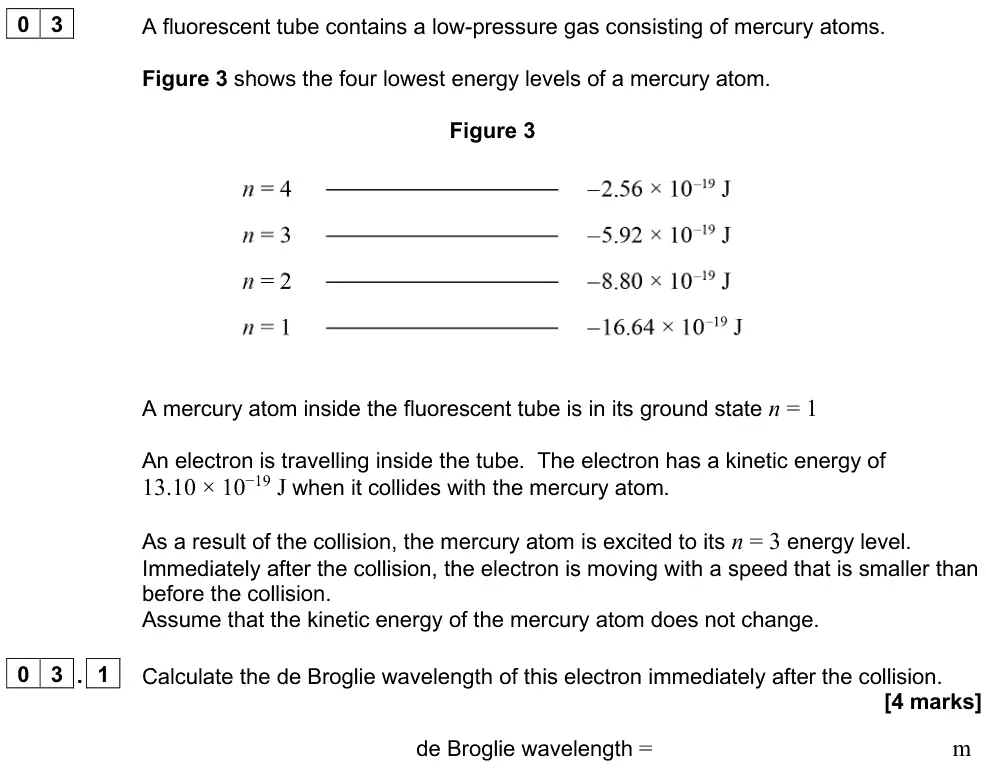 0 3 A fluorescent tube contains a low-pressure gas consisting of mercury atoms.
Figure 3 shows the four lowest energy levels of a mercury atom.
Figure 3
n = 4 −2.56 × 10⁻¹⁹ J
n = 3 −5.92 × 10⁻¹⁹ J
n = 2 −8.80 × 10⁻¹⁹ J
n = 1 −16.64 × 10⁻¹⁹ J
A mercury atom inside the fluorescent tube is in its ground state n = 1
An electron is travelling inside the tube. The electron has a kinetic energy of
13.10 × 10⁻¹⁹ J when it collides with the mercury atom.
As a result of the collision, the mercury atom is excited to its n = 3 energy level.
Immediately after the collision, the electron is moving with a speed that is smaller than
before the collision.
Assume that the kinetic energy of the mercury atom does not change.
0 3 . 1 Calculate the de Broglie wavelength of this electron immediately after the collision.
[4 marks]
de Broglie wavelength = m